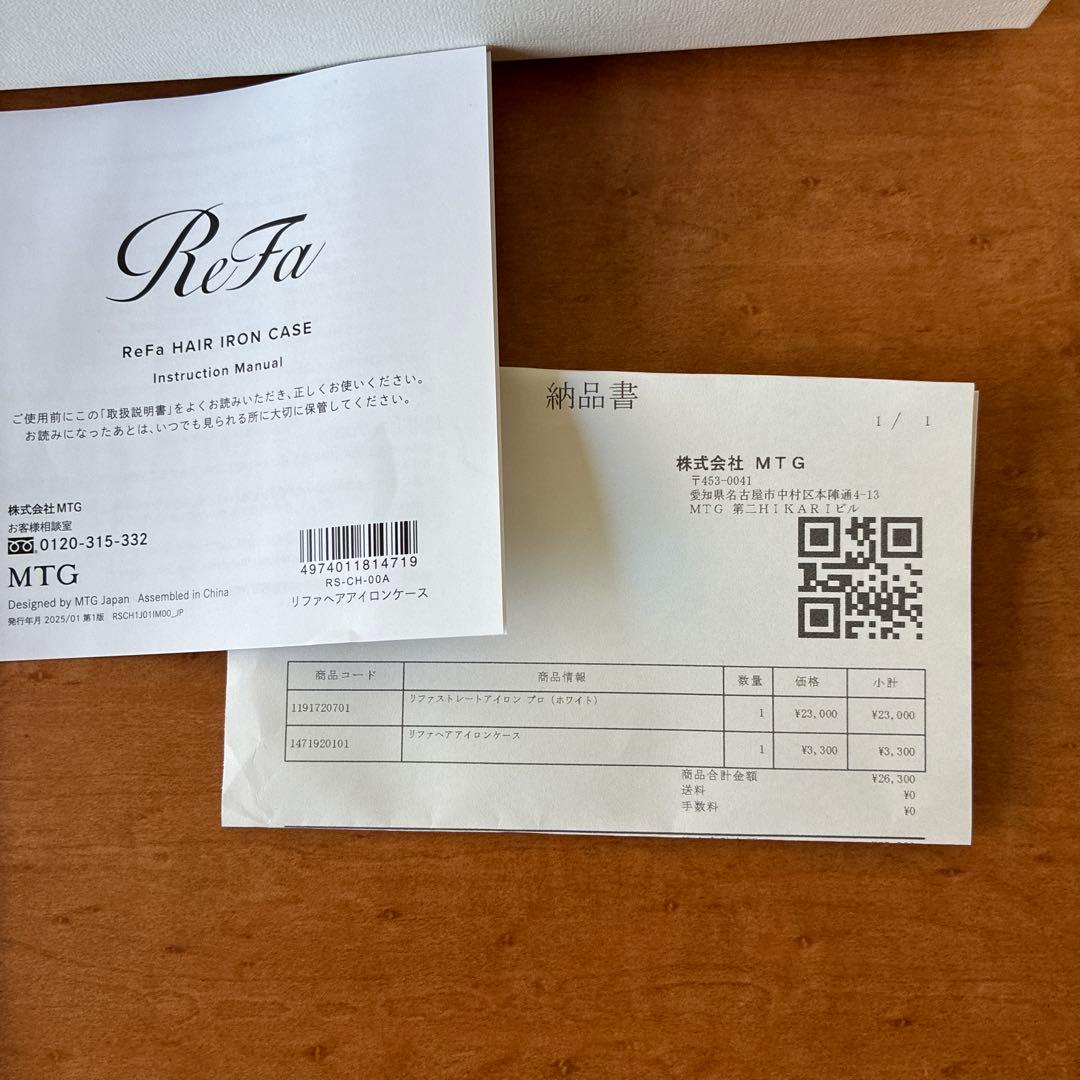 ReFa
ReFa HAIR IRON CASE
Instruction Manual
ご使用前にこの「取扱説明書」をよくお読みいただき、正しくお使いください。
お読みになったあとは、いつでも見られる所に大切に保管してください。
株式会社MTG
お客様相談室
0120-315-332
MTG
Designed by MTG Japan Assembled in China
発行年月 2025/01 第1版 RSCH1J01IM00_JP
4974011814719
RS-CH-00A
リファヘアアイロンケース
納品書
1 / 1
株式会社 MTG
〒453-0041
愛知県名古屋市中村区本陣通4-13
MTG 第二HIKARIビル
商品コード 商品情報 数量 価格 小計
1191720701 リファストレートアイロン プロ（ホワイト） 1 ¥23,000 ¥23,000
1471920101 リファヘアアイロンケース 1 ¥3,300 ¥3,300
商品合計金額 ¥26,300
送料 ¥0
手数料 ¥0